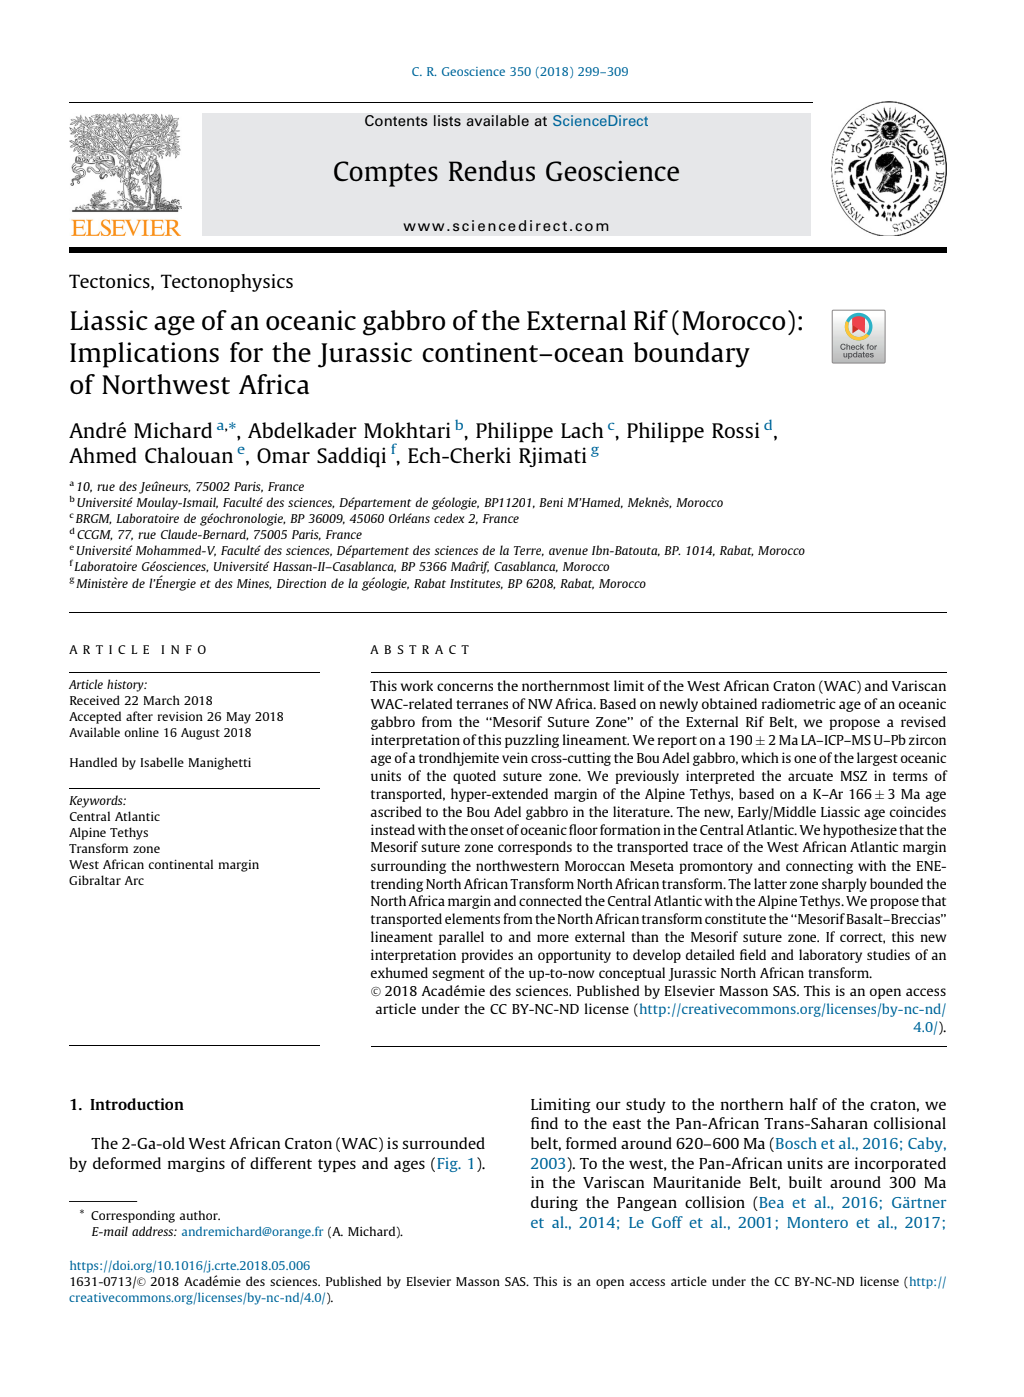 C. R. Geoscience 350 (2018) 299–309
Contents lists available at ScienceDirect
Comptes Rendus Geoscience
www.sciencedirect.com
ELSEVIER
INSTITUT DE FRANCE
ACADÉMIE DES SCIENCES
1666
Tectonics, Tectonophysics
Liassic age of an oceanic gabbro of the External Rif (Morocco):
Implications for the Jurassic continent–ocean boundary
of Northwest Africa
Check for
updates
André Michard a,*, Abdelkader Mokhtari b, Philippe Lach c, Philippe Rossi d,
Ahmed Chalouan e, Omar Saddiqi f, Ech-Cherki Rjimati g
a 10, rue des Jeûneurs, 75002 Paris, France
b Université Moulay-Ismail, Faculté des sciences, Département de géologie, BP11201, Beni M'Hamed, Meknès, Morocco
c BRGM, Laboratoire de géochronologie, BP 36009, 45060 Orléans cedex 2, France
d CCGM, 77, rue Claude-Bernard, 75005 Paris, France
e Université Mohammed-V, Faculté des sciences, Département des sciences de la Terre, avenue Ibn-Batouta, BP. 1014, Rabat, Morocco
f Laboratoire Géosciences, Université Hassan-II–Casablanca, BP 5366 Maârif, Casablanca, Morocco
g Ministère de l'Énergie et des Mines, Direction de la géologie, Rabat Institutes, BP 6208, Rabat, Morocco
ARTICLE INFO
Article history:
Received 22 March 2018
Accepted after revision 26 May 2018
Available online 16 August 2018
Handled by Isabelle Manighetti
Keywords:
Central Atlantic
Alpine Tethys
Transform zone
West African continental margin
Gibraltar Arc
ABSTRACT
This work concerns the northernmost limit of the West African Craton (WAC) and Variscan
WAC-related terranes of NW Africa. Based on newly obtained radiometric age of an oceanic
gabbro from the ‘‘Mesorif Suture Zone’’ of the External Rif Belt, we propose a revised
interpretation of this puzzling lineament. We report on a 190 ± 2 Ma LA–ICP–MS U–Pb zircon
age of a trondhjemite vein cross-cutting the Bou Adel gabbro, which is one of the largest oceanic
units of the quoted suture zone. We previously interpreted the arcuate MSZ in terms of
transported, hyper-extended margin of the Alpine Tethys, based on a K–Ar 166 ± 3 Ma age
ascribed to the Bou Adel gabbro in the literature. The new, Early/Middle Liassic age coincides
instead with the onset of oceanic floor formation in the Central Atlantic. We hypothesize that the
Mesorif suture zone corresponds to the transported trace of the West African Atlantic margin
surrounding the northwestern Moroccan Meseta promontory and connecting with the ENE-
trending North African Transform North African transform. The latter zone sharply bounded the
North Africa margin and connected the Central Atlantic with the Alpine Tethys. We propose that
transported elements from the North African transform constitute the ‘‘Mesorif Basalt–Breccias’’
lineament parallel to and more external than the Mesorif suture zone. If correct, this new
interpretation provides an opportunity to develop detailed field and laboratory studies of an
exhumed segment of the up-to-now conceptual Jurassic North African transform.
© 2018 Académie des sciences. Published by Elsevier Masson SAS. This is an open access
article under the CC BY-NC-ND license (http://creativecommons.org/licenses/by-nc-nd/
4.0/).
1. Introduction
The 2-Ga-old West African Craton (WAC) is surrounded
by deformed margins of different types and ages (Fig. 1).
Limiting our study to the northern half of the craton, we
find to the east the Pan-African Trans-Saharan collisional
belt, formed around 620–600 Ma (Bosch et al., 2016; Caby,
2003). To the west, the Pan-African units are incorporated
in the Variscan Mauritanide Belt, built around 300 Ma
during the Pangean collision (Bea et al., 2016; Gärtner
et al., 2014; Le Goff et al., 2001; Montero et al., 2017;
* Corresponding author.
E-mail address: andremichard@orange.fr (A. Michard).
https://doi.org/10.1016/j.crte.2018.05.006
1631-0713/© 2018 Académie des sciences. Published by Elsevier Masson SAS. This is an open access article under the CC BY-NC-ND license (http://
creativecommons.org/licenses/by-nc-nd/4.0/).